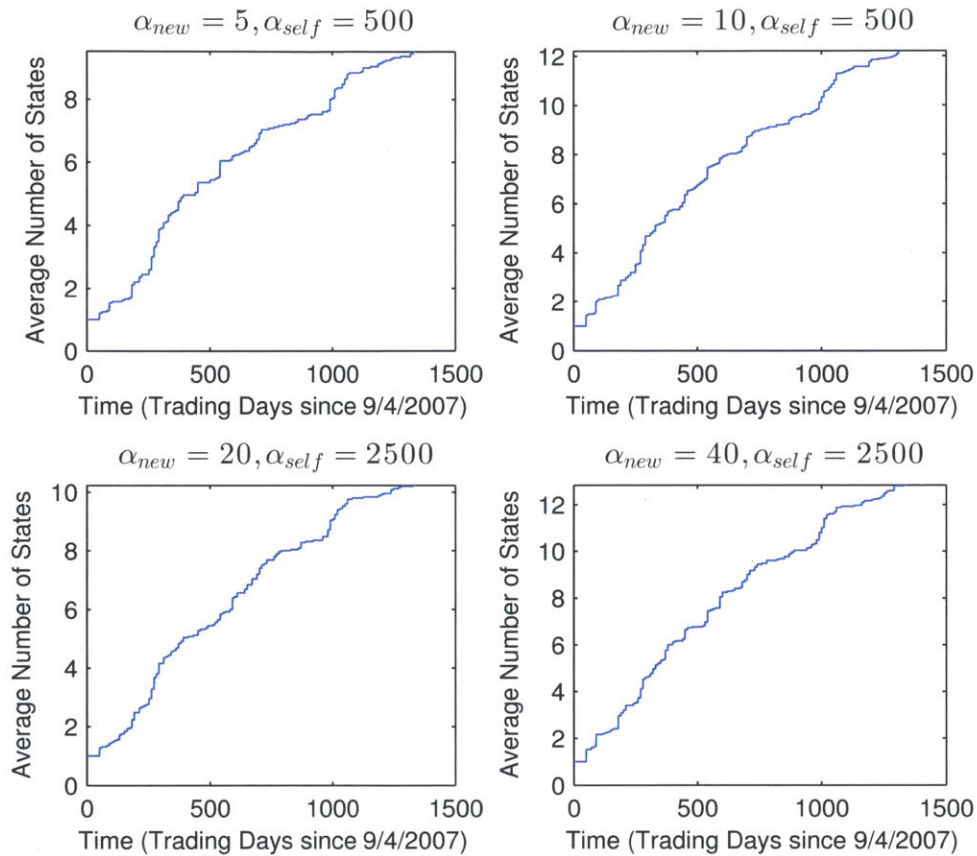 α_new = 5, α_self = 500
Average Number of States
8
6
4
2
0
0 500 1000 1500
Time (Trading Days since 9/4/2007)
α_new = 10, α_self = 500
Average Number of States
12
10
8
6
4
2
0
0 500 1000 1500
Time (Trading Days since 9/4/2007)
α_new = 20, α_self = 2500
Average Number of States
10
8
6
4
2
0
0 500 1000 1500
Time (Trading Days since 9/4/2007)
α_new = 40, α_self = 2500
Average Number of States
12
10
8
6
4
2
0
0 500 1000 1500
Time (Trading Days since 9/4/2007)